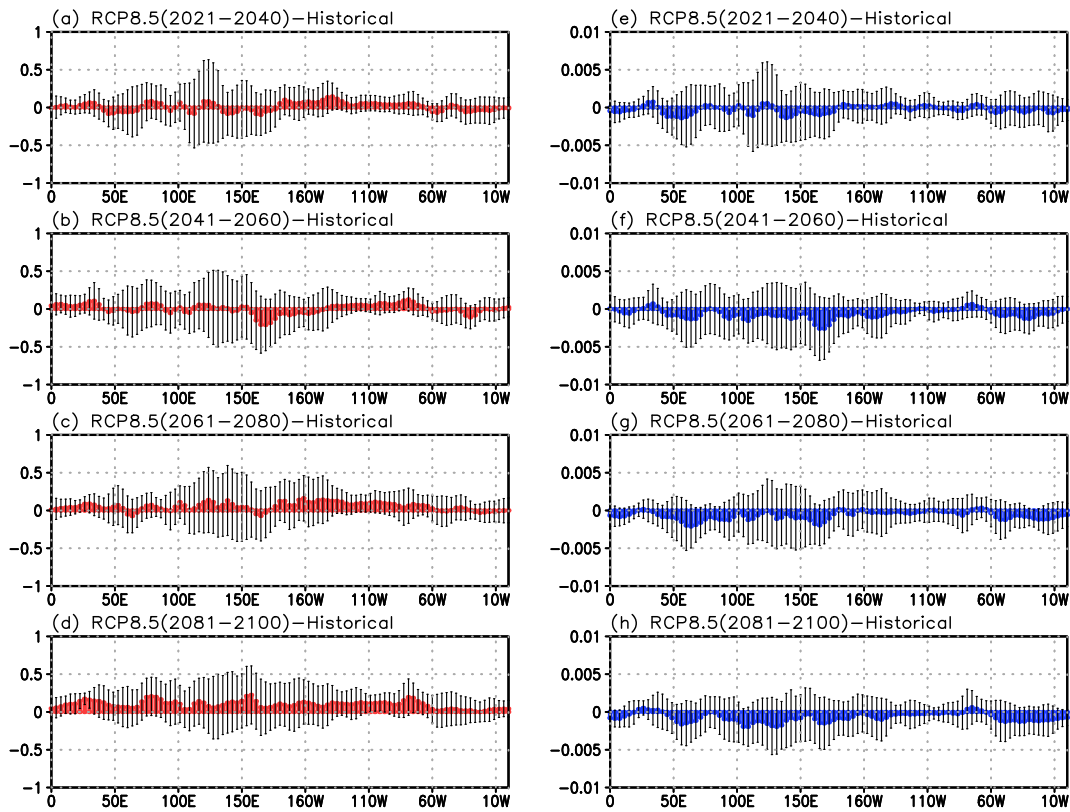 (a) RCP8.5(2021−2040)−Historical
1
0.5
0
−0.5
−1
0 50E 100E 150E 160W 110W 60W 10W
(b) RCP8.5(2041−2060)−Historical
1
0.5
0
−0.5
−1
0 50E 100E 150E 160W 110W 60W 10W
(c) RCP8.5(2061−2080)−Historical
1
0.5
0
−0.5
−1
0 50E 100E 150E 160W 110W 60W 10W
(d) RCP8.5(2081−2100)−Historical
1
0.5
0
−0.5
−1
0 50E 100E 150E 160W 110W 60W 10W
(e) RCP8.5(2021−2040)−Historical
0.01
0.005
0
−0.005
−0.01
0 50E 100E 150E 160W 110W 60W 10W
(f) RCP8.5(2041−2060)−Historical
0.01
0.005
0
−0.005
−0.01
0 50E 100E 150E 160W 110W 60W 10W
(g) RCP8.5(2061−2080)−Historical
0.01
0.005
0
−0.005
−0.01
0 50E 100E 150E 160W 110W 60W 10W
(h) RCP8.5(2081−2100)−Historical
0.01
0.005
0
−0.005
−0.01
0 50E 100E 150E 160W 110W 60W 10W